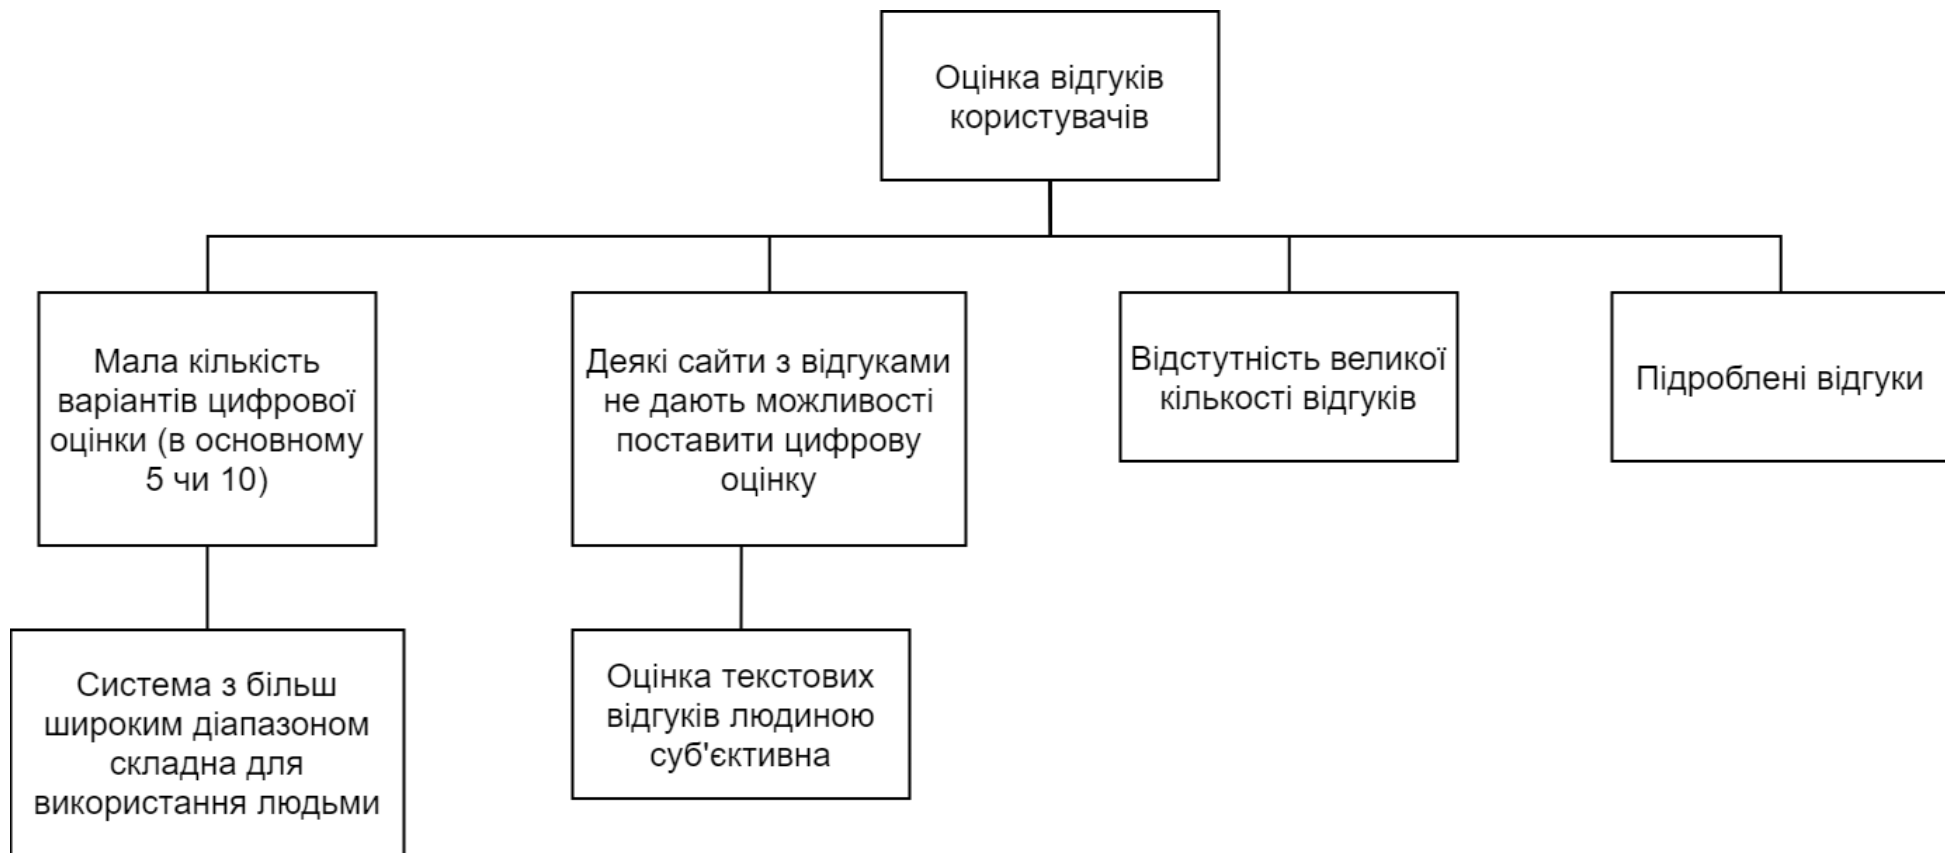 Оцінка відгуків
користувачів
Мала кількість
варіантів цифрової
оцінки (в основному
5 чи 10)
Деякі сайти з відгуками
не дають можливості
поставити цифрову
оцінку
Відстутність великої
кількості відгуків
Підроблені відгуки
Система з більш
широким діапазоном
складна для
використання людьми
Оцінка текстових
відгуків людиною
суб'єктивна